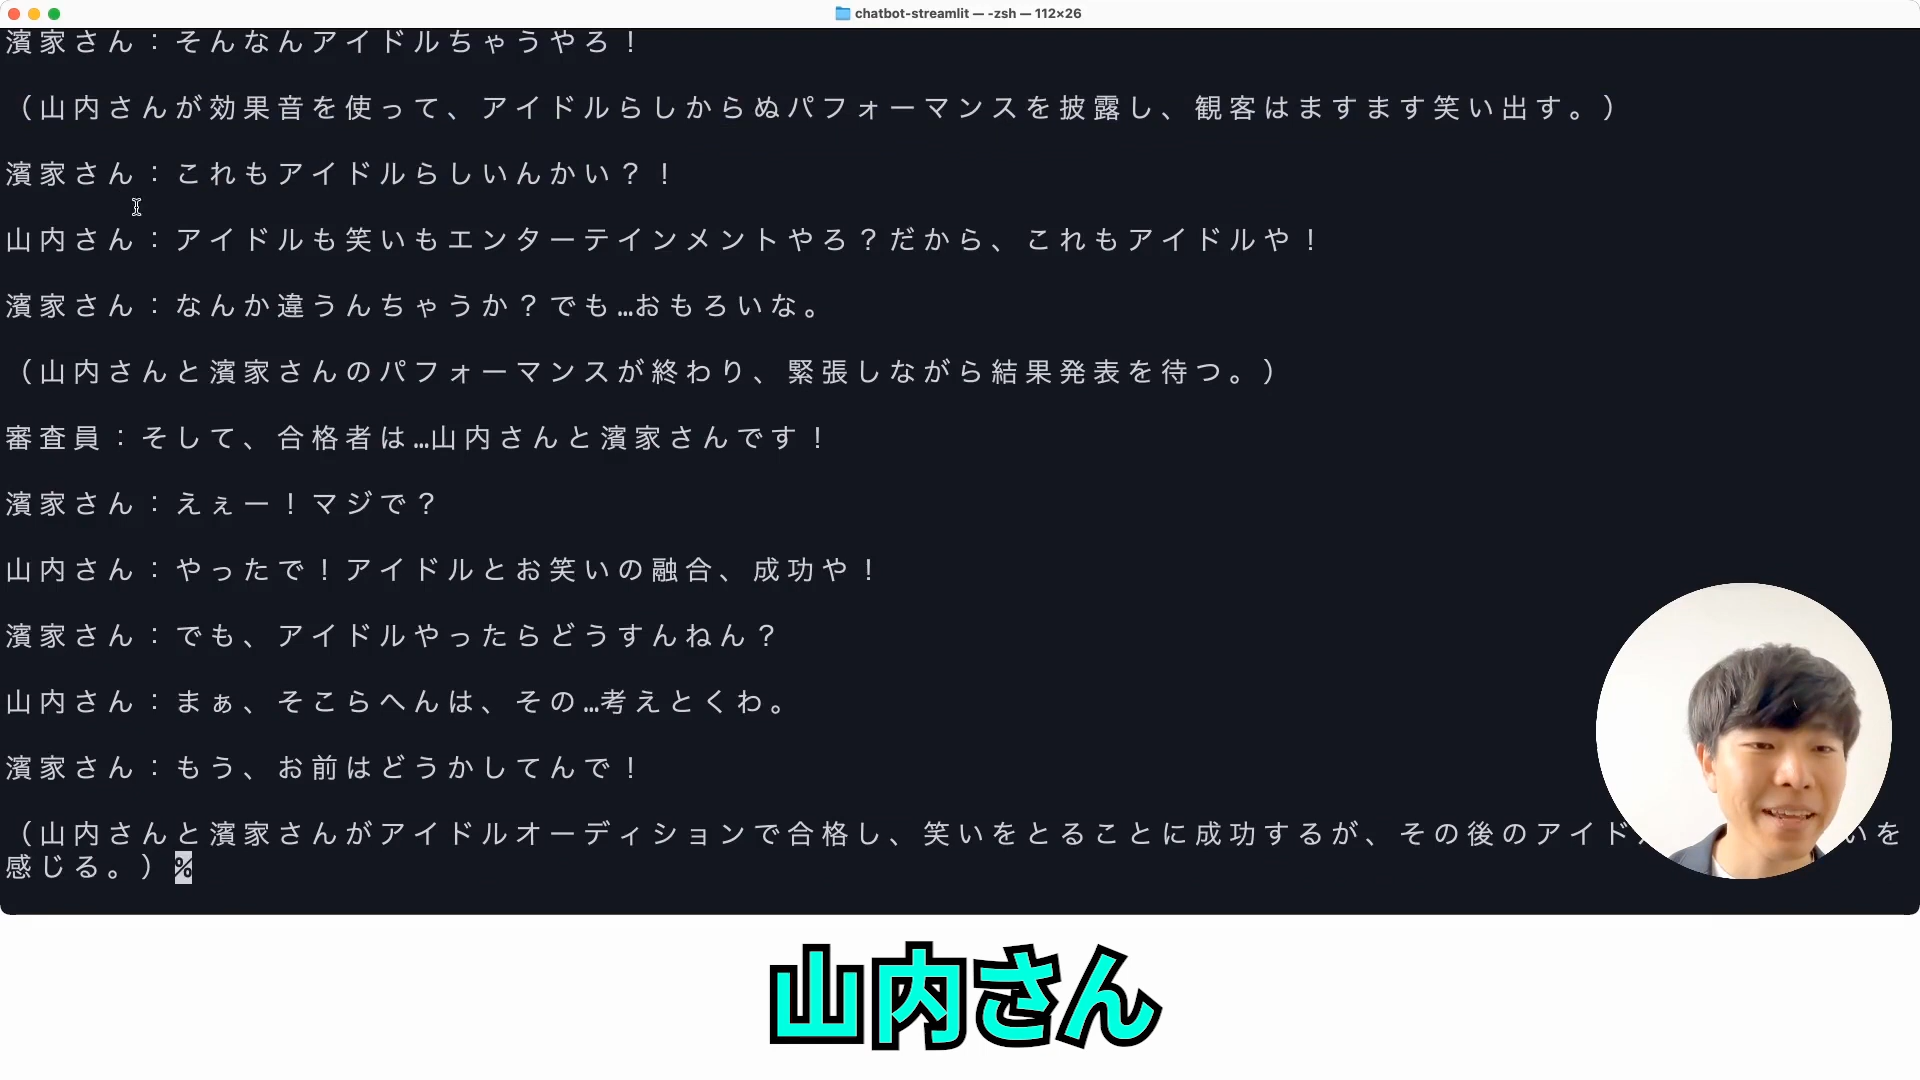 chatbot-streamlit — -zsh — 112×26
濱家さん：そんなんアイドルちゃうやろ！
（山内さんが効果音を使って、アイドルらしからぬパフォーマンスを披露し、観客はますます笑い出す。）
濱家さん：これもアイドルらしいんかい？！
山内さん：アイドルも笑いもエンターテインメントやろ？だから、これもアイドルや！
濱家さん：なんか違うんちゃうか？でも…おもろいな。
（山内さんと濱家さんのパフォーマンスが終わり、緊張しながら結果発表を待つ。）
審査員：そして、合格者は…山内さんと濱家さんです！
濱家さん：えぇー！マジで？
山内さん：やったで！アイドルとお笑いの融合、成功や！
濱家さん：でも、アイドルやったらどうすんねん？
山内さん：まぁ、そこらへんは、その…考えとくわ。
濱家さん：もう、お前はどうかしてんで！
（山内さんと濱家さんがアイドルオーディションで合格し、笑いをとることに成功するが、その後のアイド いを
感じる。）%
山内さん